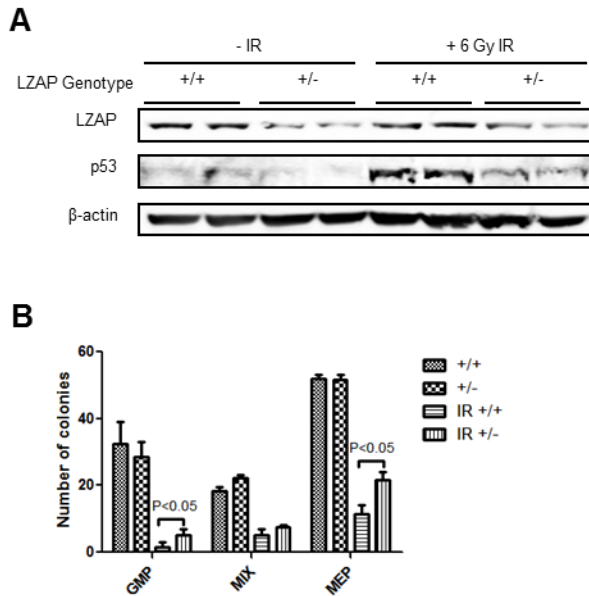 A
- IR + 6 Gy IR
LZAP Genotype +/+ +/- +/+ +/-
LZAP
p53
β-actin
B
Number of colonies
60
40
20
0
P<0.05
P<0.05
GMP MIX MEP
+/+
+/-
IR +/+
IR +/-